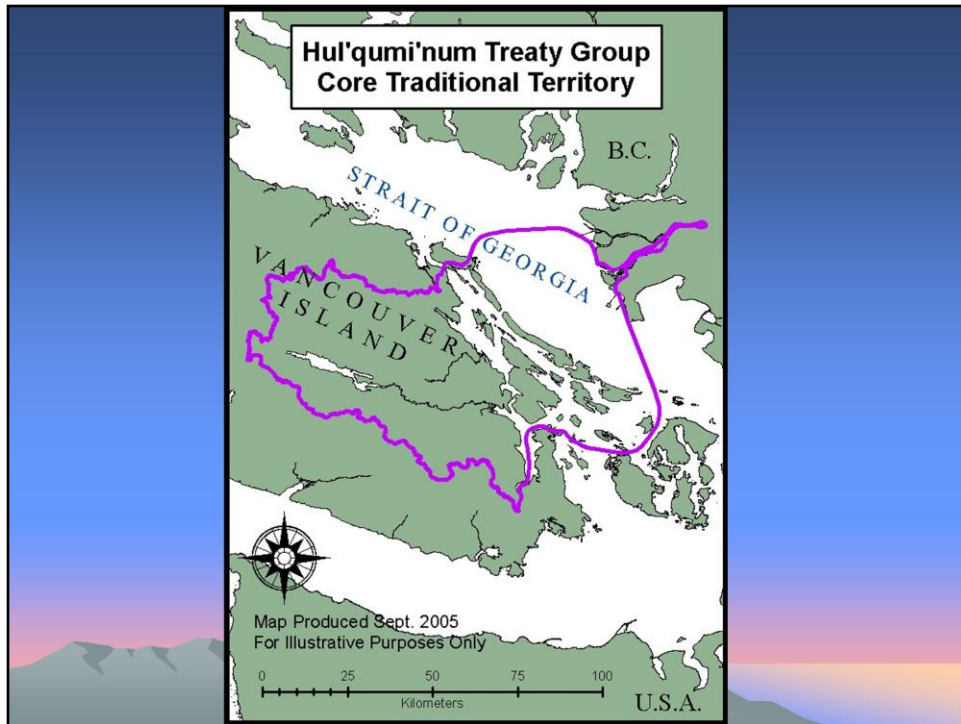 Hul'qumi'num Treaty Group
Core Traditional Territory
B.C.
STRAIT OF GEORGIA
VANCOUVER
ISLAND
Map Produced Sept. 2005
For Illustrative Purposes Only
0 25 50 75 100
Kilometers
U.S.A.